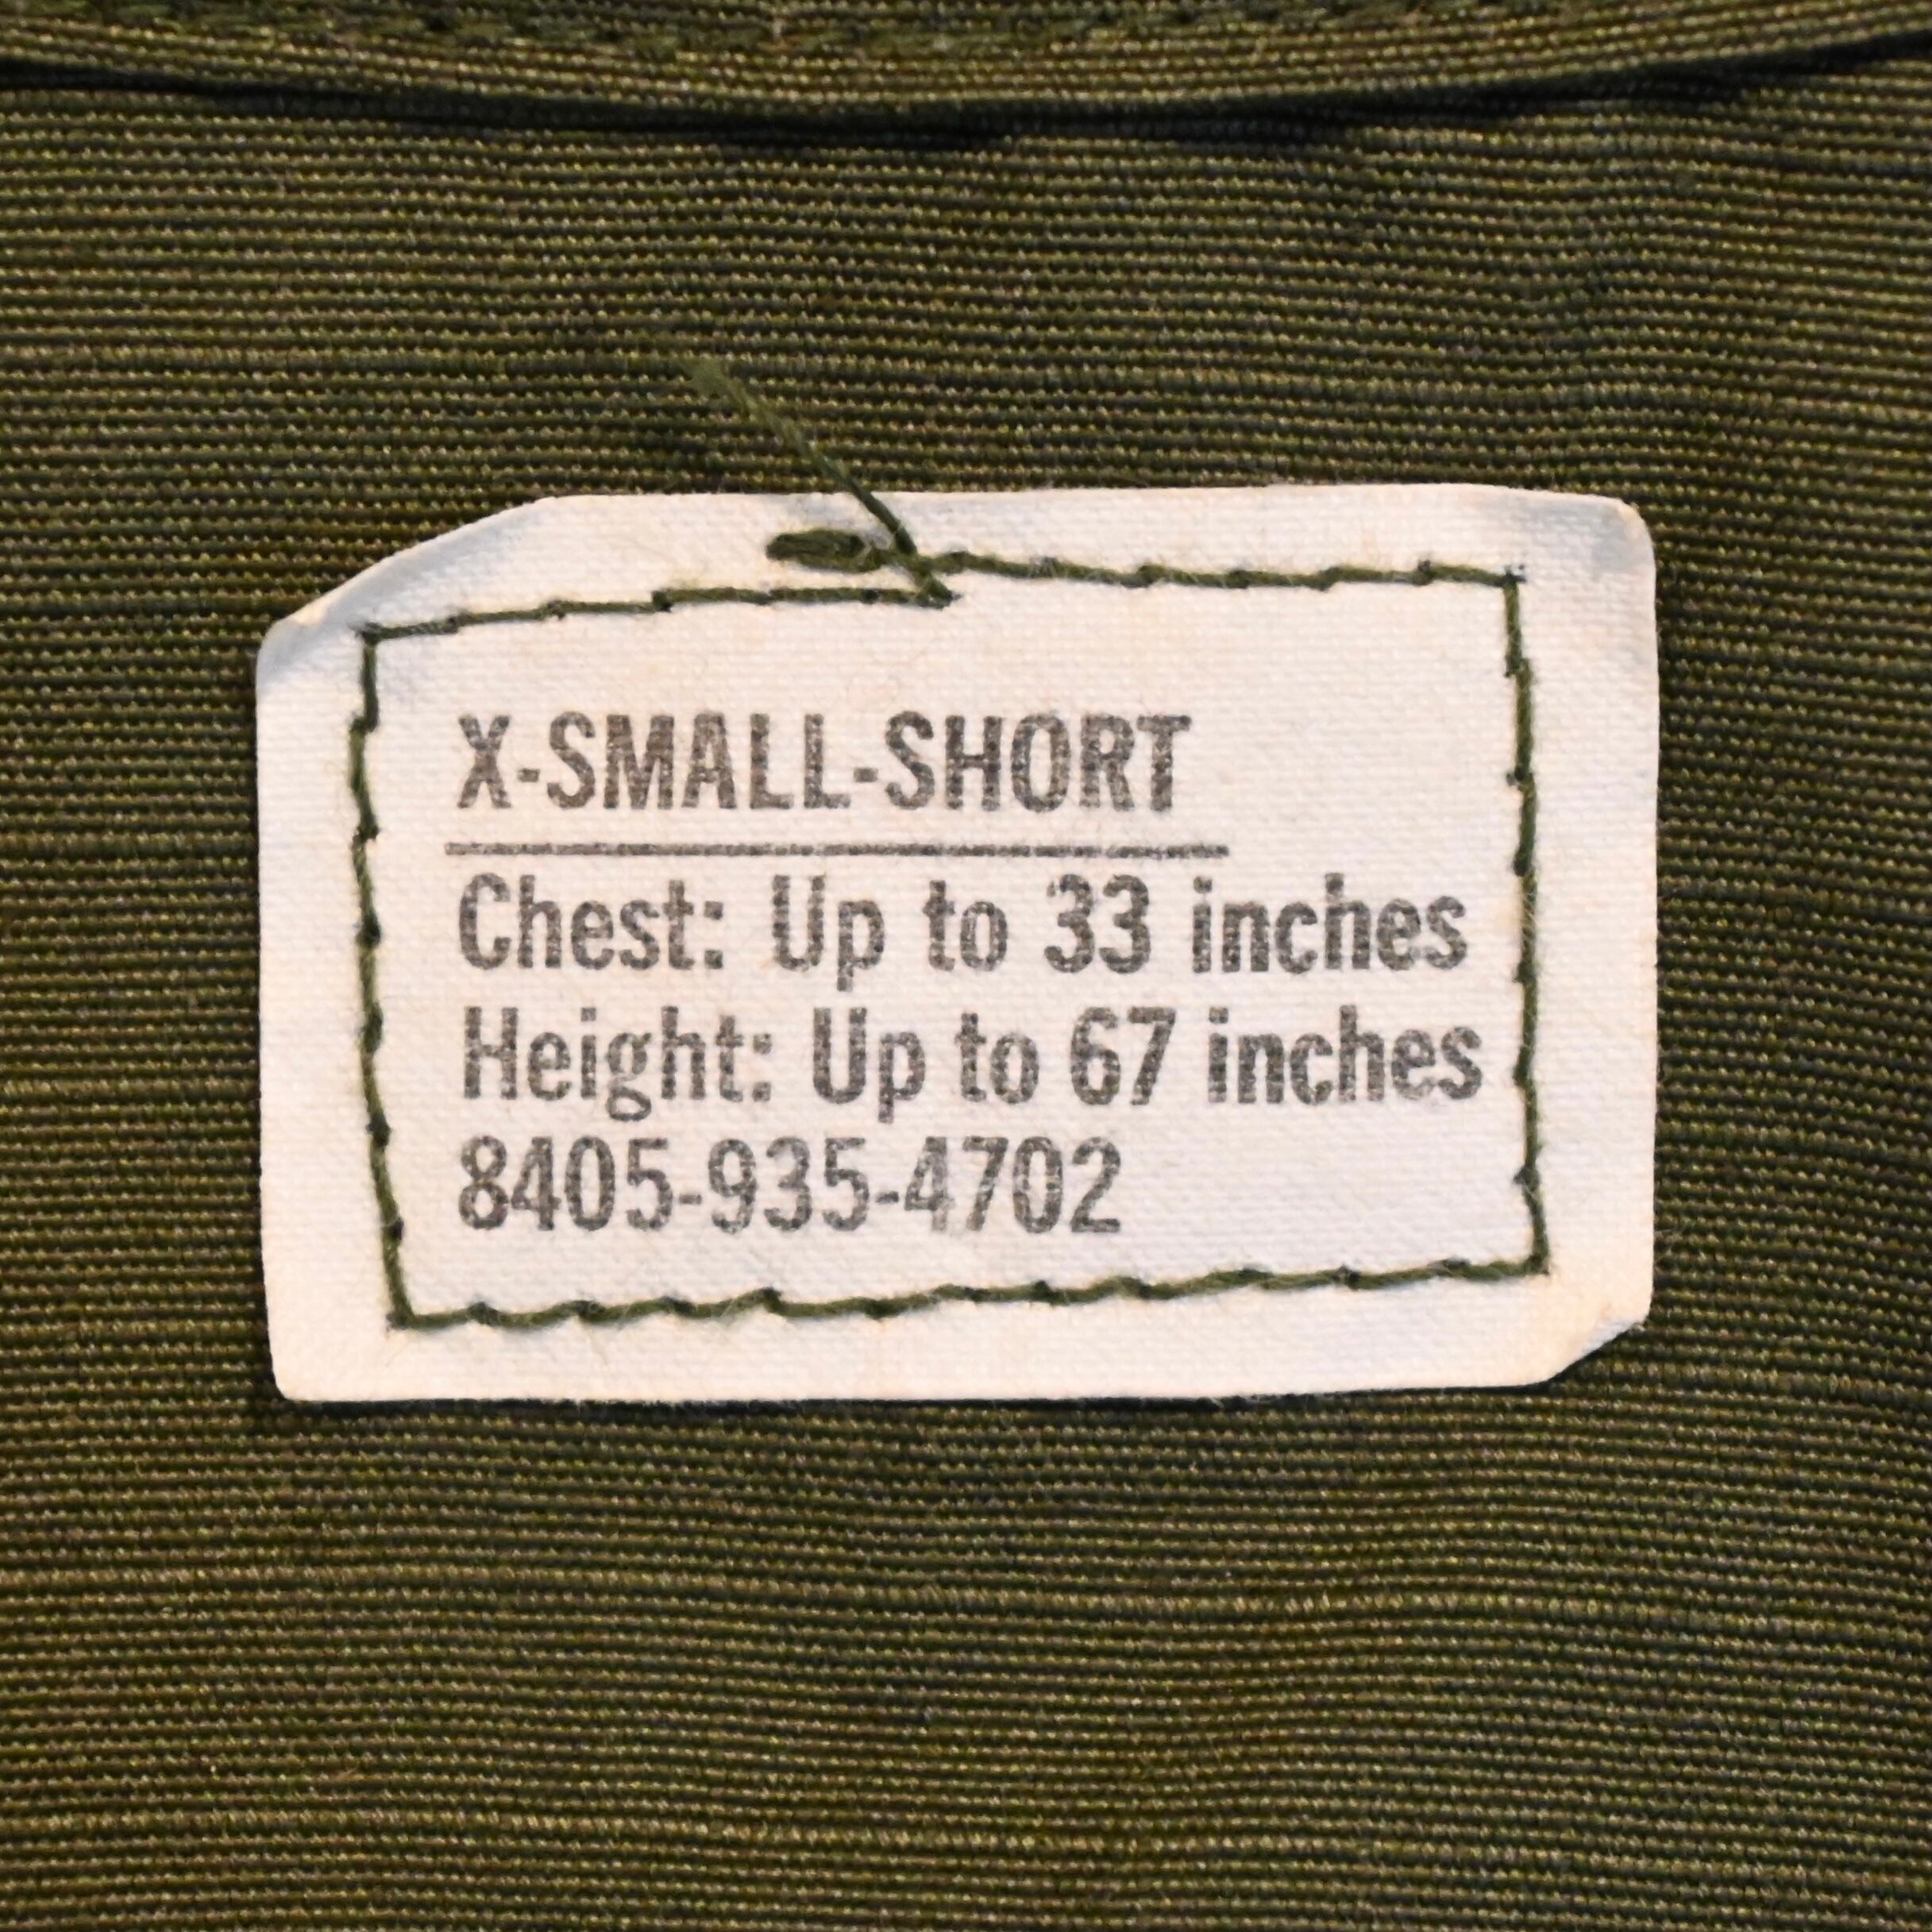 X-SMALL-SHORT
Chest: Up to 33 inches
Height: Up to 67 inches
8405-935-4702